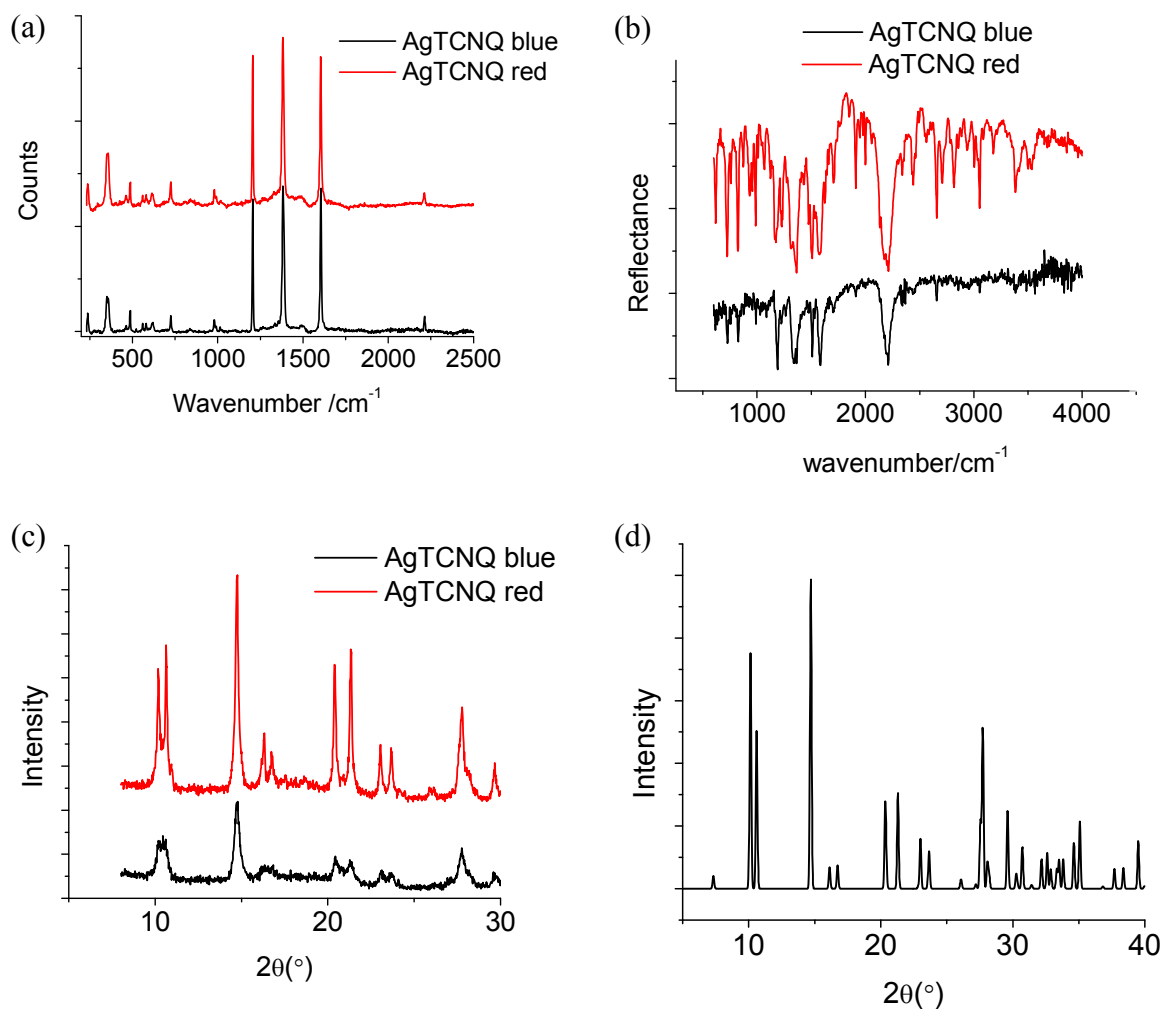 (a)
AgTCNQ blue
AgTCNQ red
Counts
500 1000 1500 2000 2500
Wavenumber /cm-1
(b)
AgTCNQ blue
AgTCNQ red
Reflectance
1000 2000 3000 4000
wavenumber/cm-1
(c)
AgTCNQ blue
AgTCNQ red
Intensity
10 20 30
2θ(°)
(d)
Intensity
10 20 30 40
2θ(°)